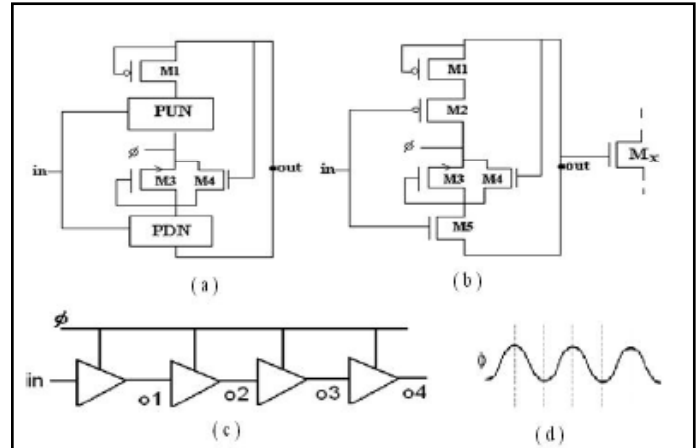 M1
PUN
ϕ
in
M3 M4
out
PDN
(a)
M1
M2
ϕ
in
M3 M4
out
Mx
M5
(b)
ϕ
in
o1 o2 o3 o4
(c)
ϕ
(d)